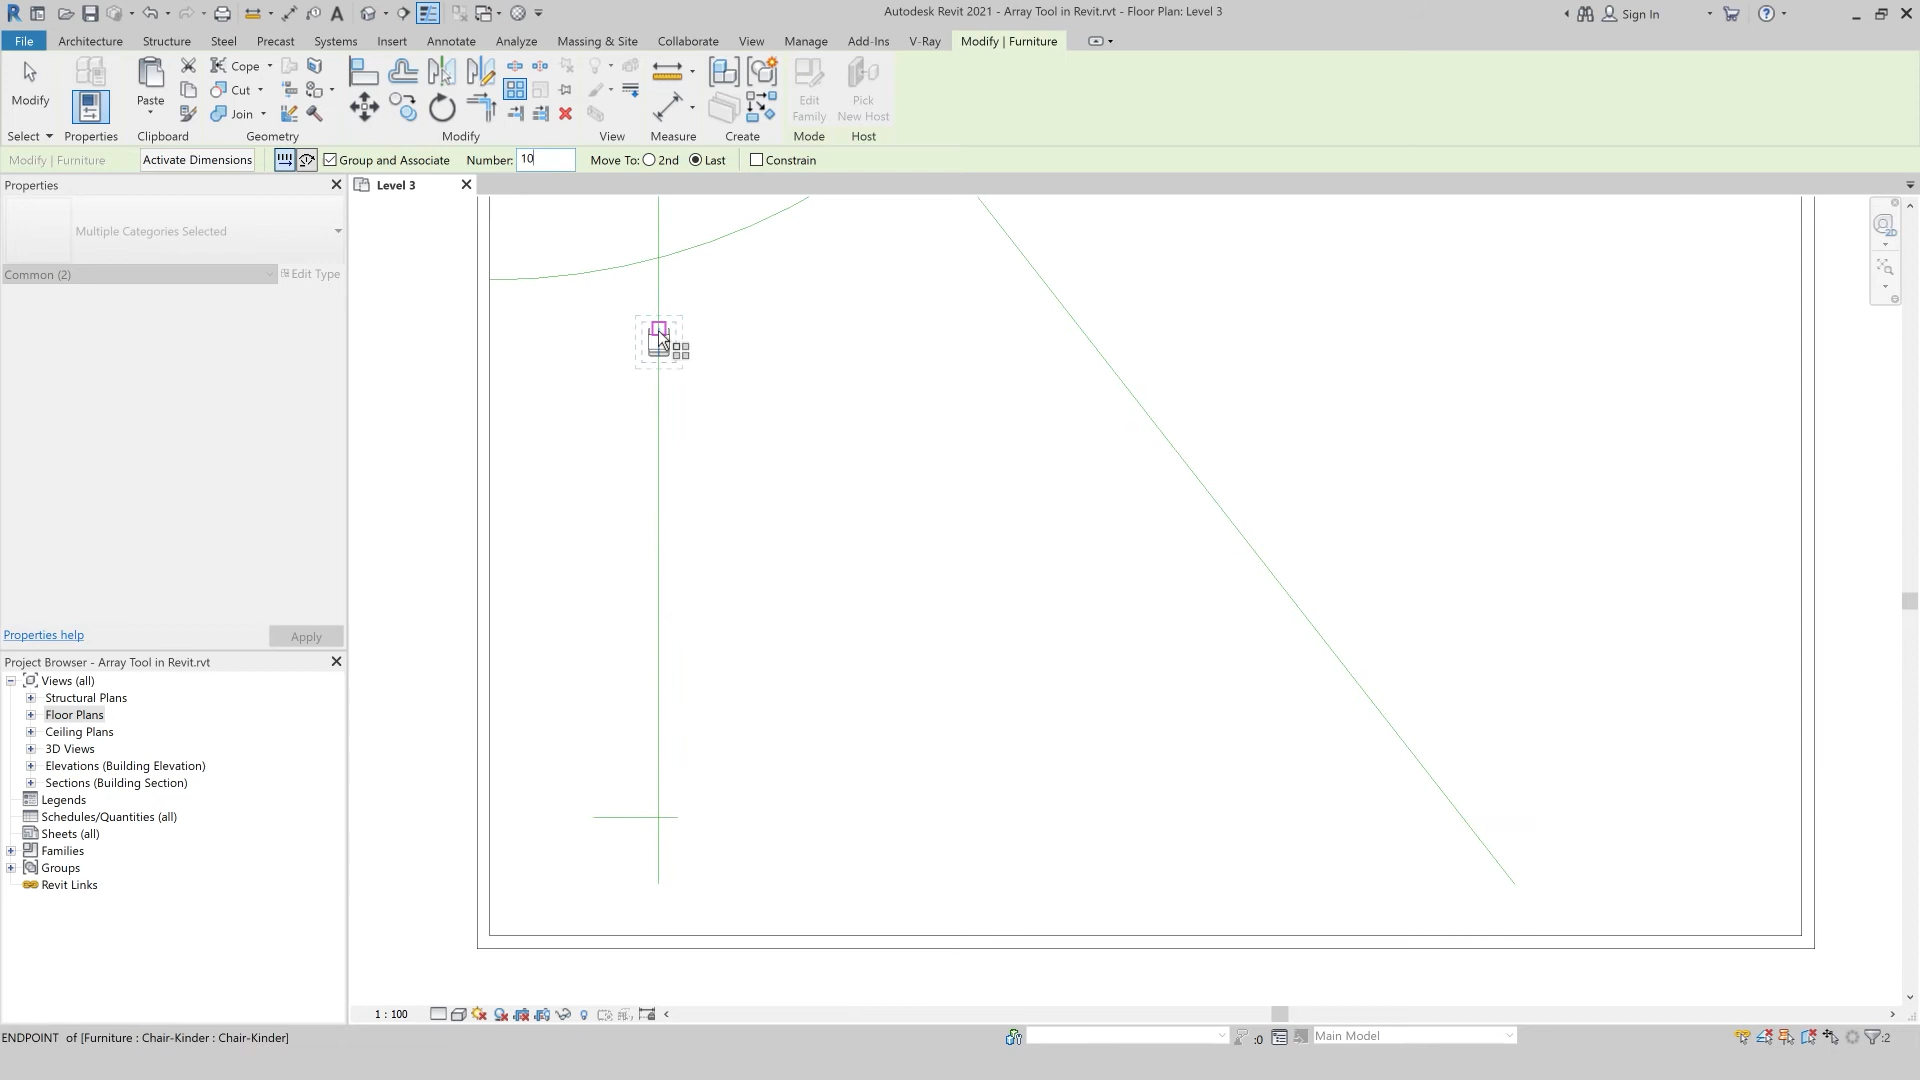 Autodesk Revit 2021 - Array Tool in Revit.rvt - Floor Plan: Level 3
Sign In
File Architecture Structure Steel Precast Systems Insert Annotate Analyze Massing & Site Collaborate View Manage Add-Ins V-Ray Modify | Furniture
Modify
Paste
Cope
Cut
Join
Edit Family
Pick New Host
Select Properties Clipboard Geometry Modify View Measure Create Mode Host
Modify | Furniture Activate Dimensions Group and Associate Number: 10 Move To: 2nd Last Constrain
Properties
Level 3
Multiple Categories Selected
Common (2) Edit Type
2D
Properties help Apply
Project Browser - Array Tool in Revit.rvt
Views (all)
Structural Plans
Floor Plans
Ceiling Plans
3D Views
Elevations (Building Elevation)
Sections (Building Section)
Legends
Schedules/Quantities (all)
Sheets (all)
Families
Groups
Revit Links
1 : 100
ENDPOINT of [Furniture : Chair-Kinder : Chair-Kinder] :0 Main Model :2